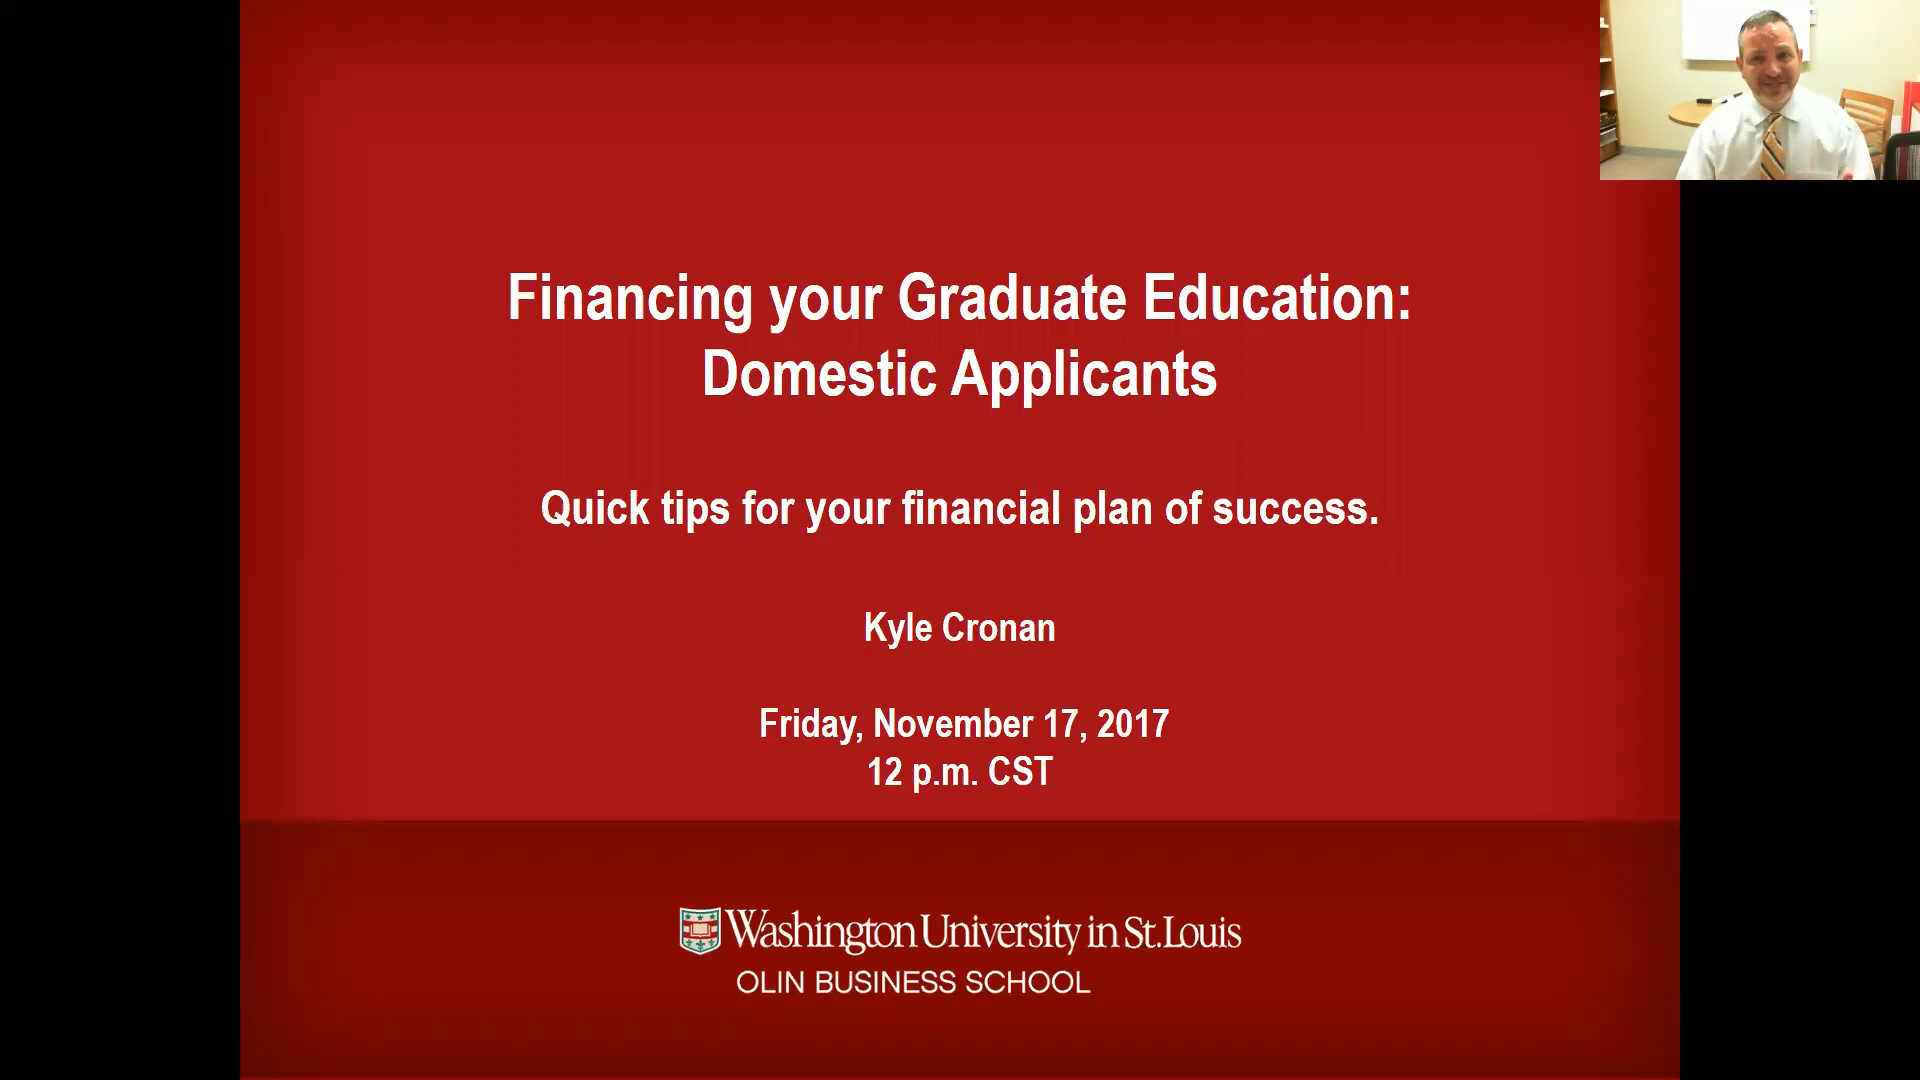 Financing your Graduate Education:
Domestic Applicants
Quick tips for your financial plan of success.
Kyle Cronan
Friday, November 17, 2017
12 p.m. CST
Washington University in St. Louis
OLIN BUSINESS SCHOOL